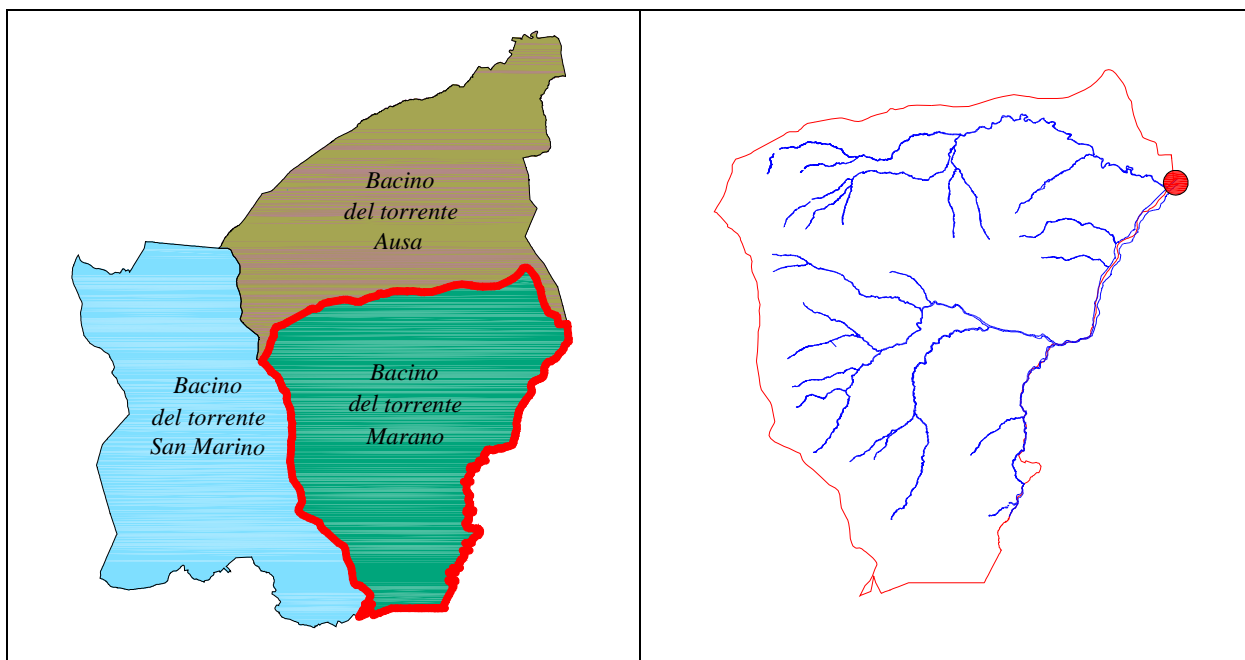 Bacino
del torrente
Ausa
Bacino
del torrente
San Marino
Bacino
del torrente
Marano